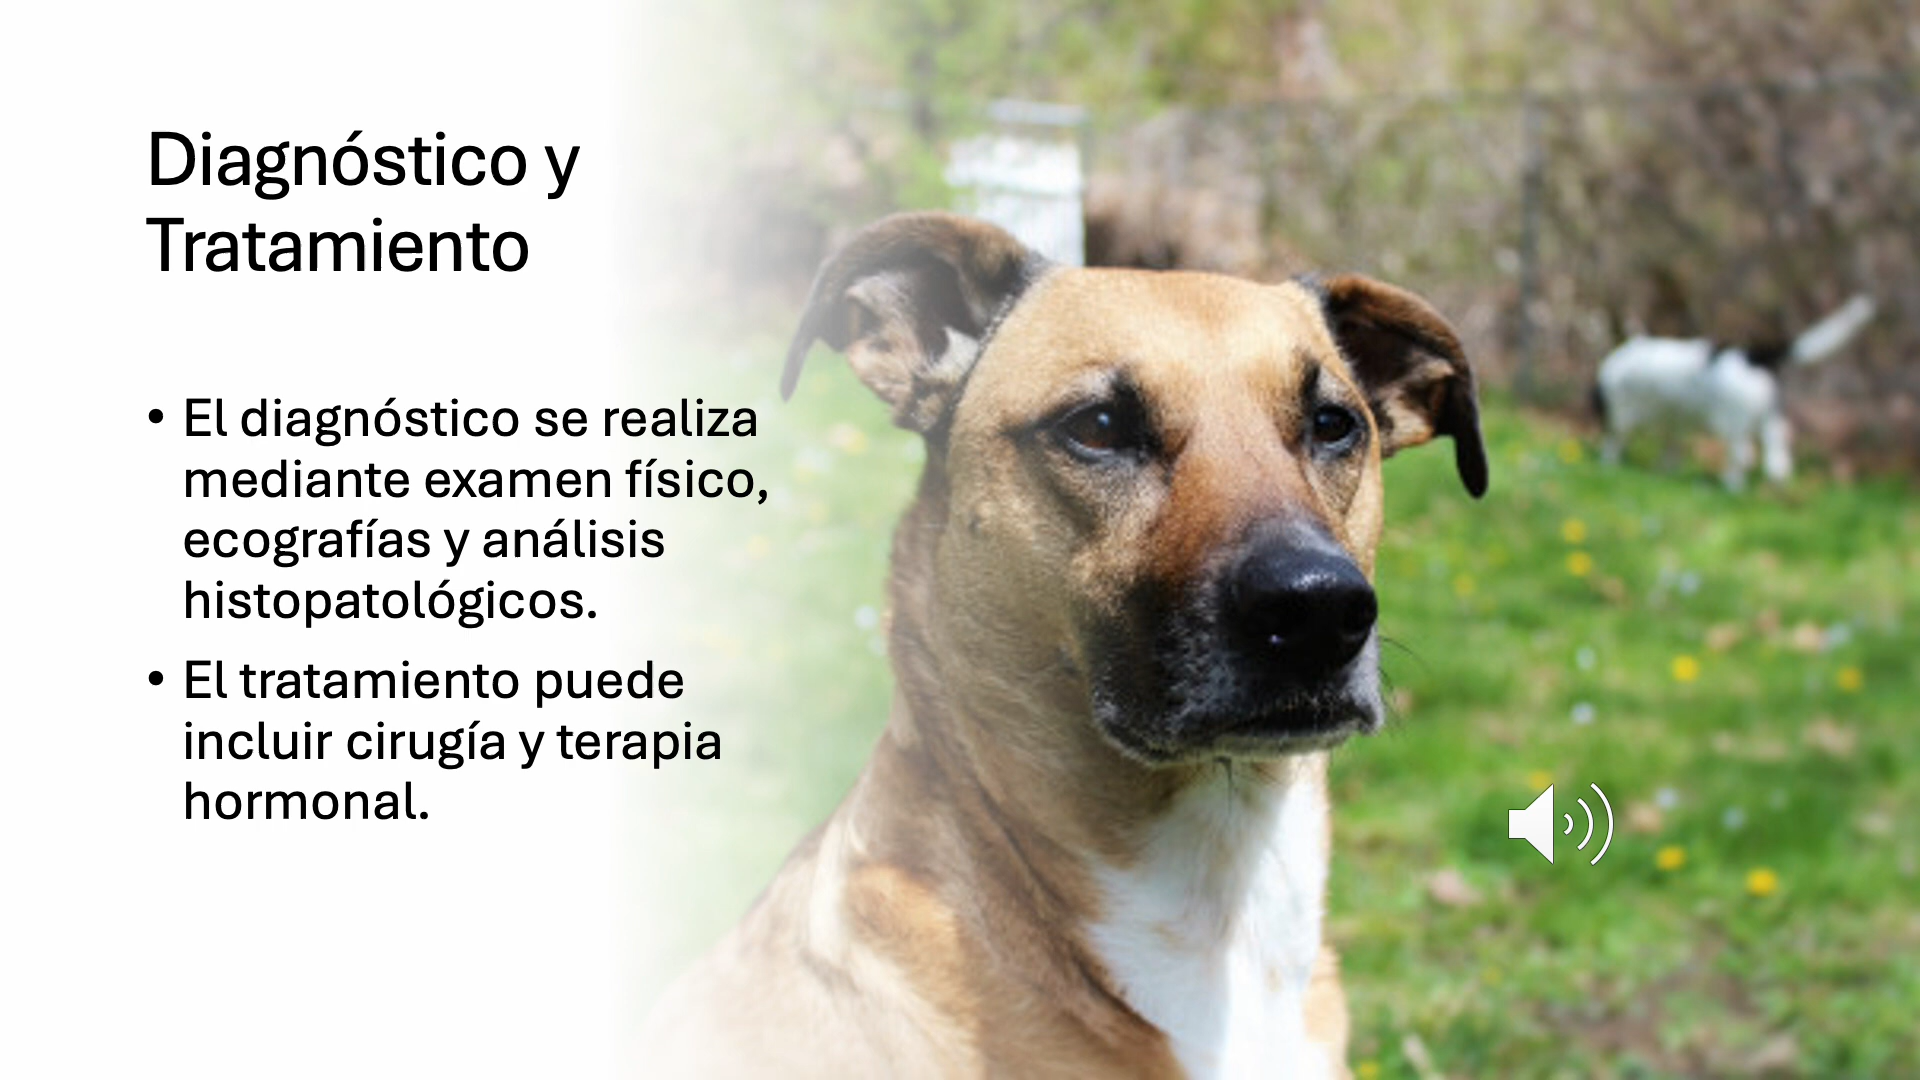 Diagnóstico y
Tratamiento
• El diagnóstico se realiza
mediante examen físico,
ecografías y análisis
histopatológicos.
• El tratamiento puede
incluir cirugía y terapia
hormonal.